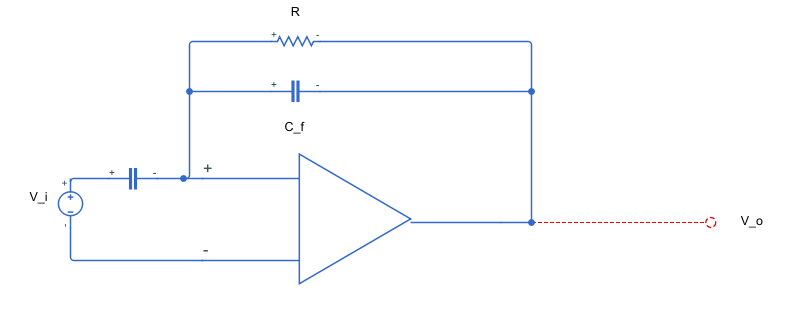 R
+ -
+ -
C_f
+ - +
+
V_i + -
-
-
V_o